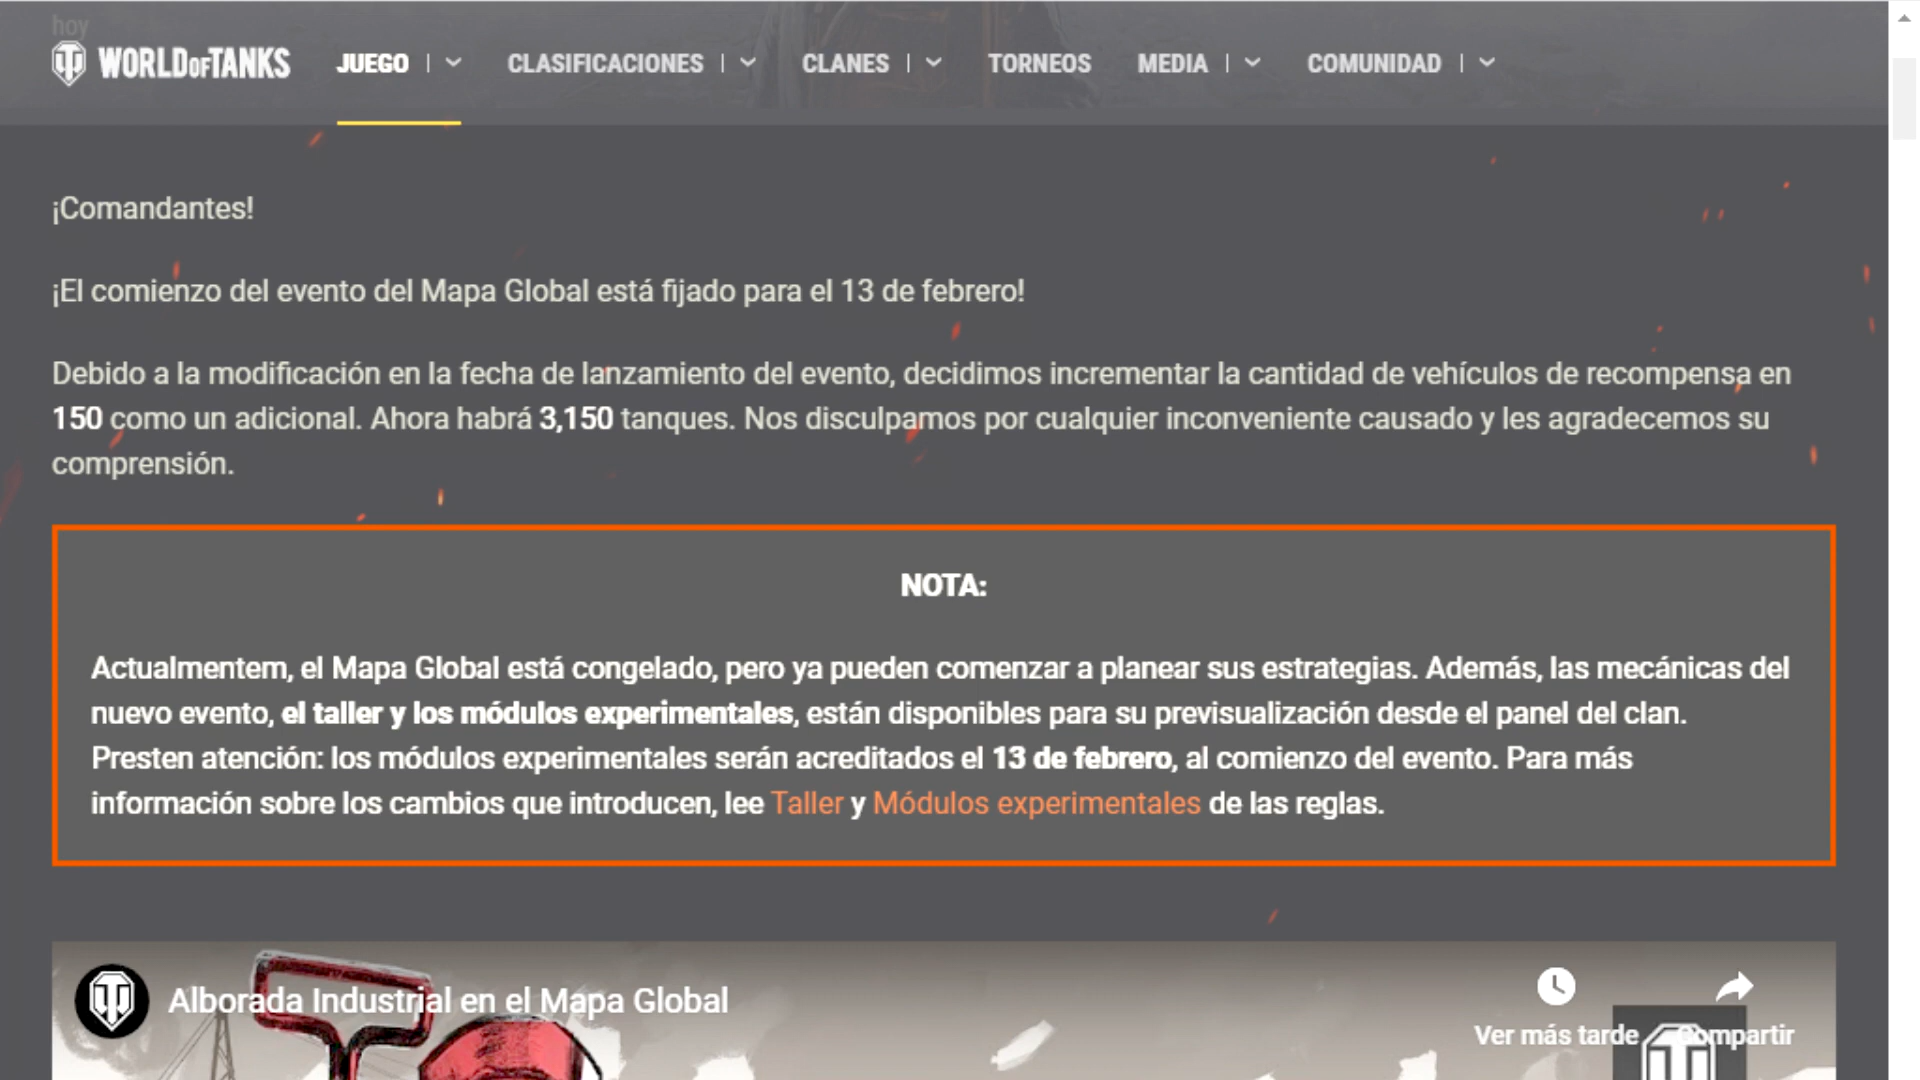 hoy
WORLD OF TANKS JUEGO CLASIFICACIONES CLANES TORNEOS MEDIA COMUNIDAD
¡Comandantes!
¡El comienzo del evento del Mapa Global está fijado para el 13 de febrero!
Debido a la modificación en la fecha de lanzamiento del evento, decidimos incrementar la cantidad de vehículos de recompensa en
150 como un adicional. Ahora habrá 3,150 tanques. Nos disculpamos por cualquier inconveniente causado y les agradecemos su
comprensión.
NOTA:
Actualmentem, el Mapa Global está congelado, pero ya pueden comenzar a planear sus estrategias. Además, las mecánicas del
nuevo evento, el taller y los módulos experimentales, están disponibles para su previsualización desde el panel del clan.
Presten atención: los módulos experimentales serán acreditados el 13 de febrero, al comienzo del evento. Para más
información sobre los cambios que introducen, lee Taller y Módulos experimentales de las reglas.
Alborada Industrial en el Mapa Global
Ver más tarde Compartir